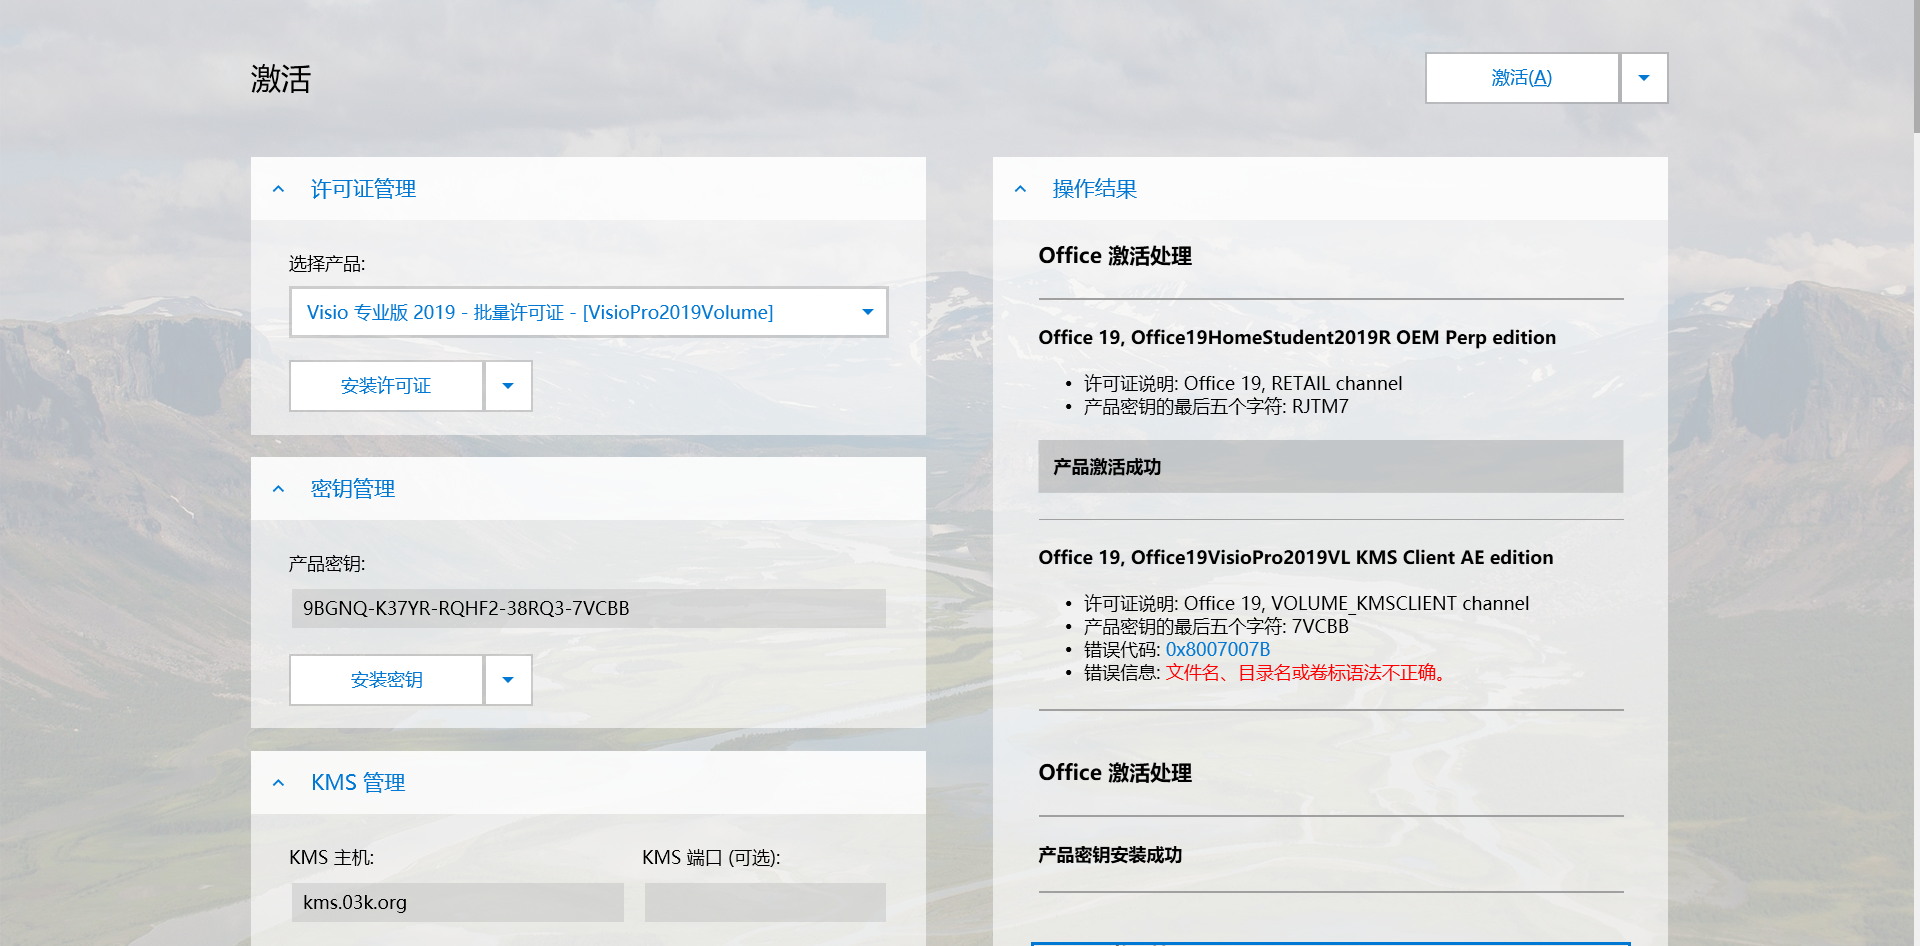 激活
激活(A)
许可证管理
选择产品:
Visio 专业版 2019 - 批量许可证 - [VisioPro2019Volume]
安装许可证
密钥管理
产品密钥:
9BGNQ-K37YR-RQHF2-38RQ3-7VCBB
安装密钥
KMS 管理
KMS 主机:
KMS 端口 (可选):
kms.03k.org
操作结果
Office 激活处理
Office 19, Office19HomeStudent2019R OEM Perp edition
• 许可证说明: Office 19, RETAIL channel
• 产品密钥的最后五个字符: RJTM7
产品激活成功
Office 19, Office19VisioPro2019VL KMS Client AE edition
• 许可证说明: Office 19, VOLUME_KMSCLIENT channel
• 产品密钥的最后五个字符: 7VCBB
• 错误代码: 0x8007007B
• 错误信息: 文件名、目录名或卷标语法不正确。
Office 激活处理
产品密钥安装成功